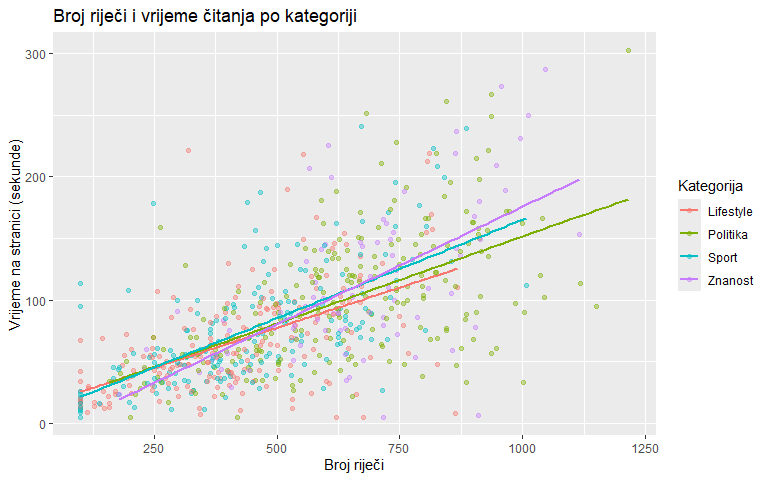 Broj riječi i vrijeme čitanja po kategoriji
Vrijeme na stranici (sekunde)
300
200
100
0
250
500
750
1000
1250
Broj riječi
Kategorija
Lifestyle
Politika
Sport
Znanost